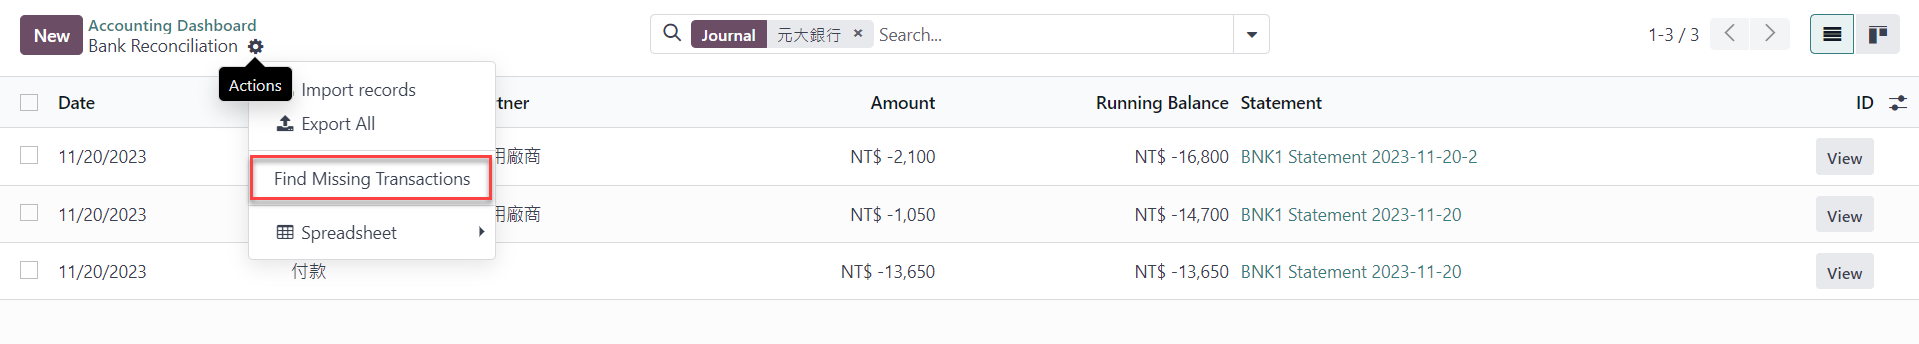 New
Accounting Dashboard
Bank Reconciliation
Journal 元大銀行 × Search...
1-3 / 3
Actions
Import records
Export All
Find Missing Transactions
Spreadsheet
Date tner Amount Running Balance Statement ID
11/20/2023 用廠商 NT$ -2,100 NT$ -16,800 BNK1 Statement 2023-11-20-2 View
11/20/2023 用廠商 NT$ -1,050 NT$ -14,700 BNK1 Statement 2023-11-20 View
11/20/2023 付款 NT$ -13,650 NT$ -13,650 BNK1 Statement 2023-11-20 View